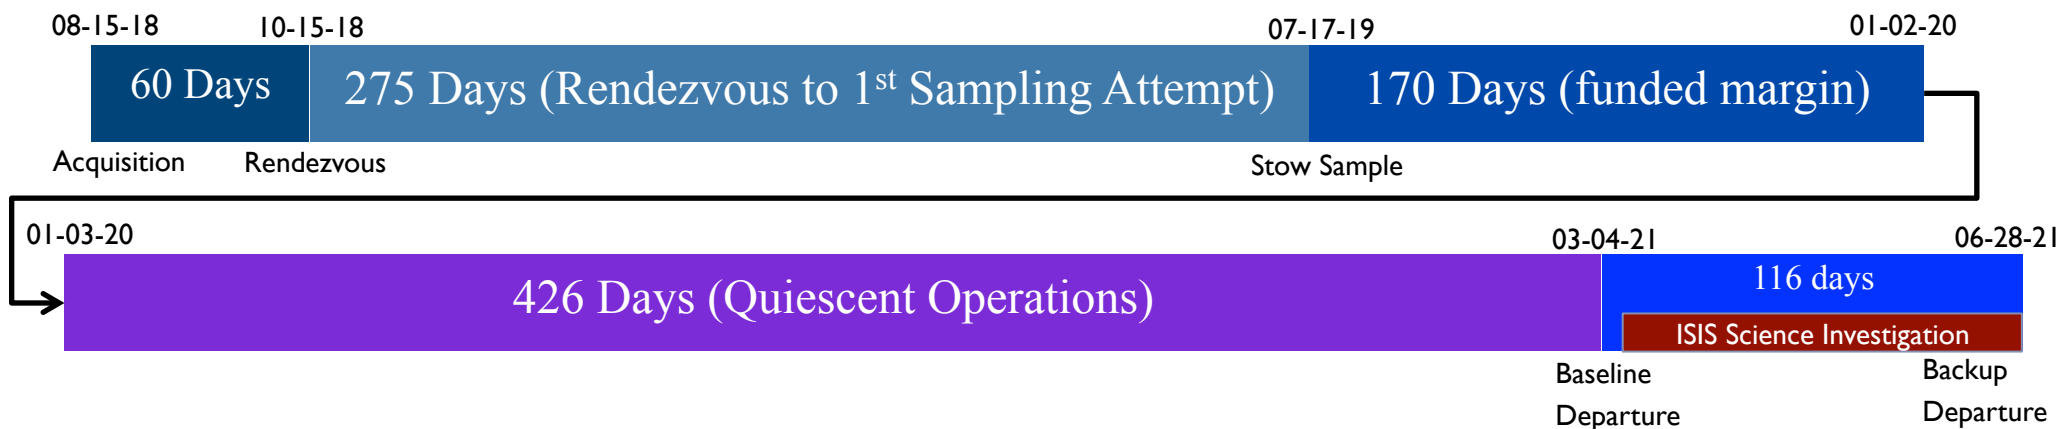 08-15-18 10-15-18 07-17-19 01-02-20
60 Days 275 Days (Rendezvous to 1st Sampling Attempt) 170 Days (funded margin)
Acquisition Rendezvous Stow Sample
01-03-20 03-04-21 06-28-21
426 Days (Quiescent Operations) 116 days
ISIS Science Investigation
Baseline Backup
Departure Departure